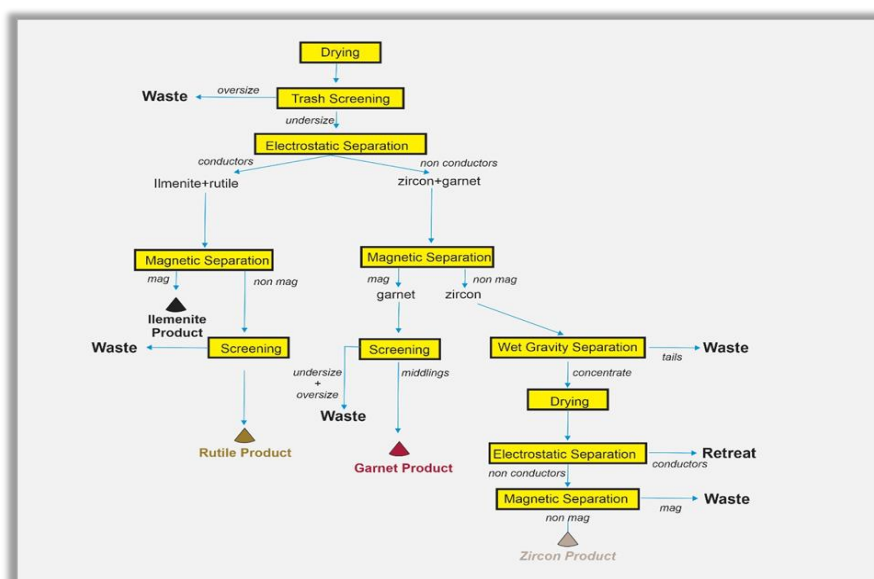 Drying
Waste
oversize
Trash Screening
undersize
Electrostatic Separation
conductors
non conductors
Ilmenite+rutile
zircon+garnet
Magnetic Separation
Magnetic Separation
mag
non mag
mag
non mag
garnet
zircon
Ilemenite
Product
Waste
Screening
Screening
Wet Gravity Separation
Waste
tails
undersize
+
oversize
middlings
concentrate
Waste
Drying
Rutile Product
Garnet Product
Electrostatic Separation
Retreat
conductors
non conductors
Magnetic Separation
Waste
mag
non mag
Zircon Product